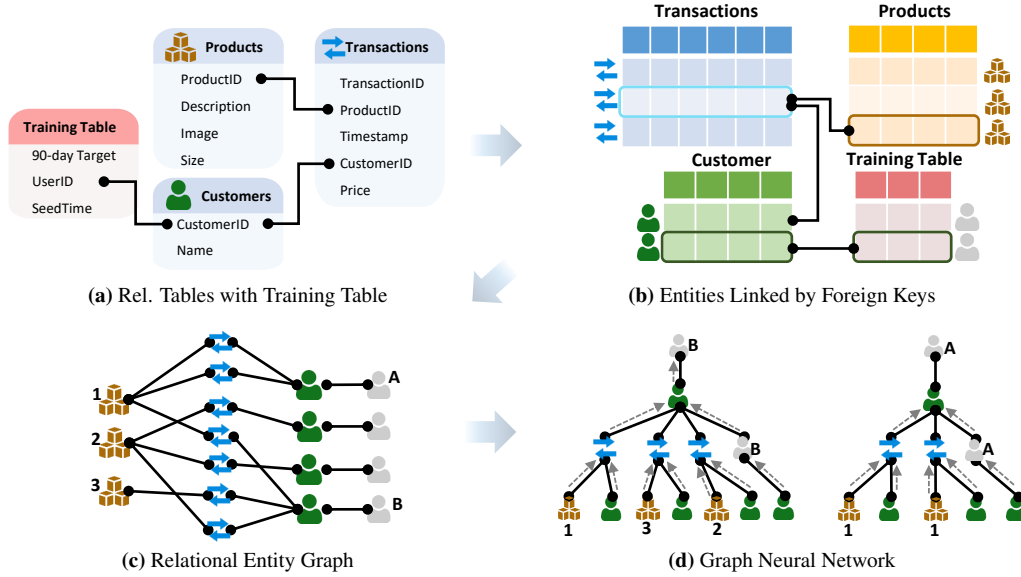 Products
ProductID
Description
Image
Size
Transactions
TransactionID
ProductID
Timestamp
CustomerID
Price
Training Table
90-day Target
UserID
SeedTime
Customers
CustomerID
Name
(a) Rel. Tables with Training Table
Transactions
Products
Customer
Training Table
(b) Entities Linked by Foreign Keys
1
2
3
A
B
(c) Relational Entity Graph
B
B
1
3
2
A
A
1
1
(d) Graph Neural Network